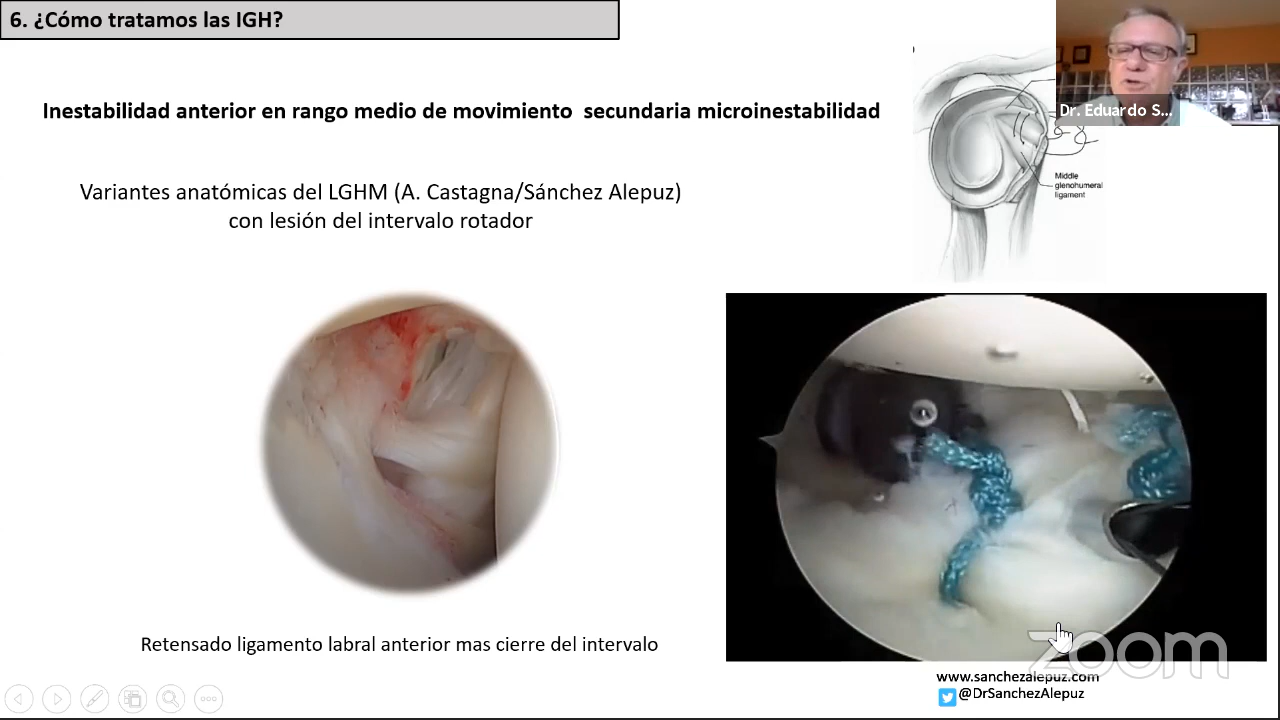 6. ¿Cómo tratamos las IGH?
Dr. Eduardo S...
Inestabilidad anterior en rango medio de movimiento secundaria microinestabilidad
Variantes anatómicas del LGHM (A. Castagna/Sánchez Alepuz)
con lesión del intervalo rotador
Middle
glenohumeral
ligament
Retensado ligamento labral anterior mas cierre del intervalo
zoom
www.sanchezalepuz.com
@DrSanchezAlepuz